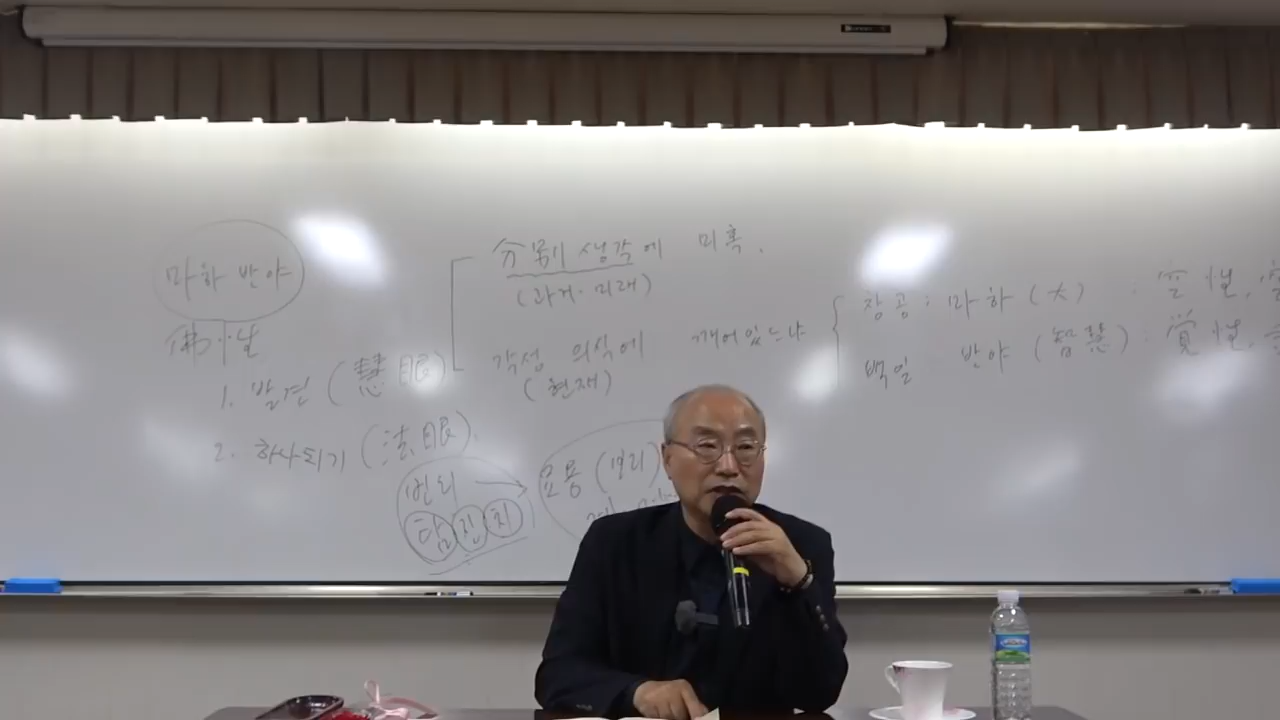 마하 반야
佛性
1. 발견 (慧眼)
2. 하나되기 (法眼).
번뇌
탐 진 치
묘용 (별리)
分別 생각에 미혹.
(과거·미래)
각성 의식에 깨어있느냐
(현재)
창공 : 마하 (大) : 空性,
백일 반야 (智慧) : 覺性,